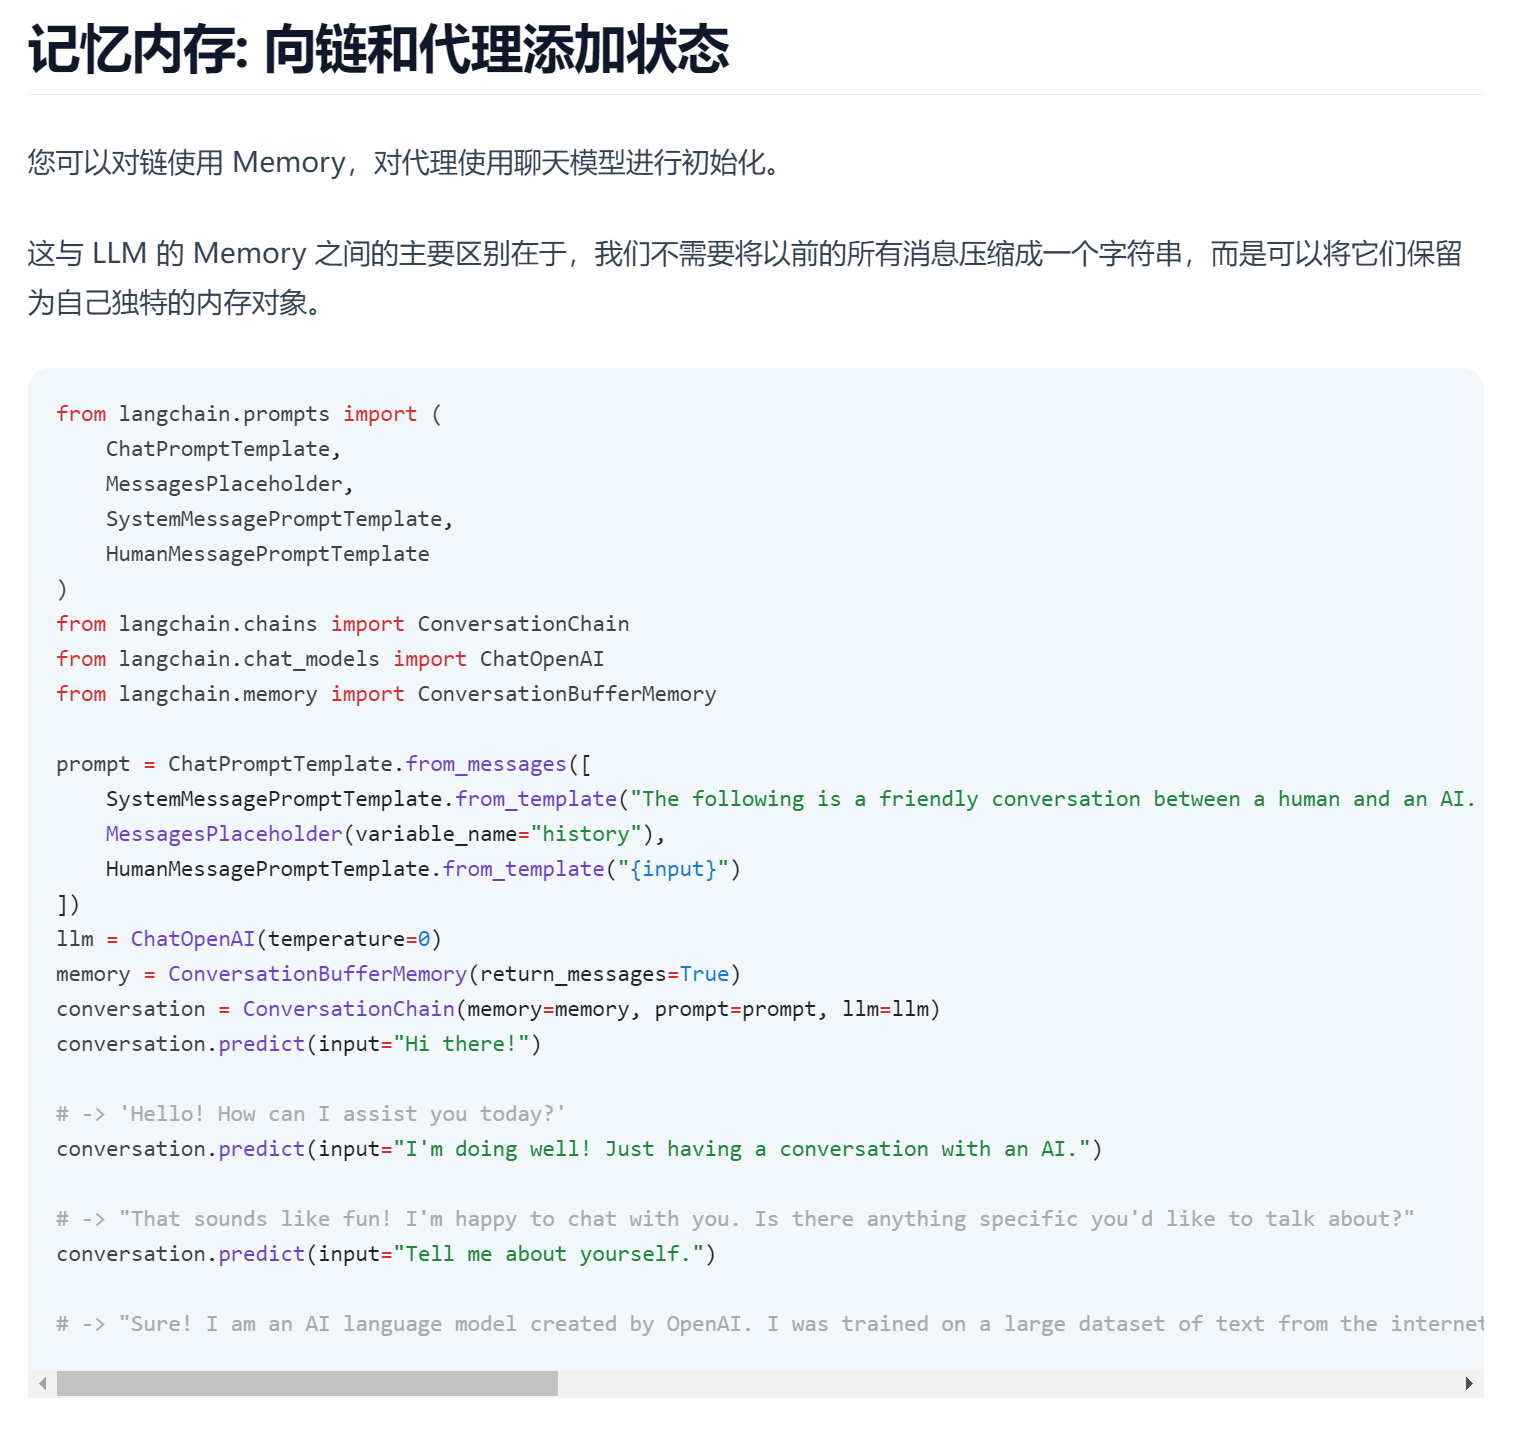 记忆内存: 向链和代理添加状态
您可以对链使用 Memory，对代理使用聊天模型进行初始化。
这与 LLM 的 Memory 之间的主要区别在于，我们不需要将以前的所有消息压缩成一个字符串，而是可以将它们保留
为自己独特的内存对象。
from langchain.prompts import (
    ChatPromptTemplate,
    MessagesPlaceholder,
    SystemMessagePromptTemplate,
    HumanMessagePromptTemplate
)
from langchain.chains import ConversationChain
from langchain.chat_models import ChatOpenAI
from langchain.memory import ConversationBufferMemory
prompt = ChatPromptTemplate.from_messages([
    SystemMessagePromptTemplate.from_template("The following is a friendly conversation between a human and an AI.
    MessagesPlaceholder(variable_name="history"),
    HumanMessagePromptTemplate.from_template("{input}")
])
llm = ChatOpenAI(temperature=0)
memory = ConversationBufferMemory(return_messages=True)
conversation = ConversationChain(memory=memory, prompt=prompt, llm=llm)
conversation.predict(input="Hi there!")
# -> 'Hello! How can I assist you today?'
conversation.predict(input="I'm doing well! Just having a conversation with an AI.")
# -> "That sounds like fun! I'm happy to chat with you. Is there anything specific you'd like to talk about?"
conversation.predict(input="Tell me about yourself.")
# -> "Sure! I am an AI language model created by OpenAI. I was trained on a large dataset of text from the internet